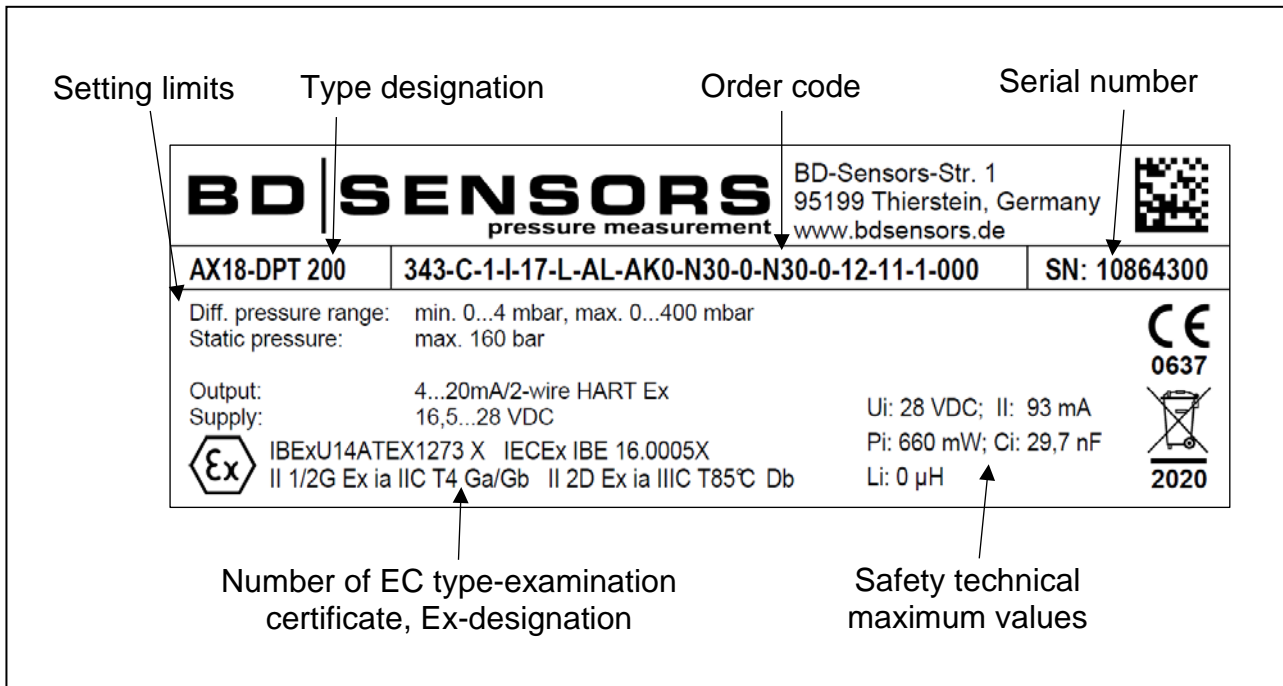 Setting limits Type designation Order code Serial number
BD|SENSORS
pressure measurement
BD-Sensors-Str. 1
95199 Thierstein, Germany
www.bdsensors.de
AX18-DPT 200 343-C-1-I-17-L-AL-AK0-N30-0-N30-0-12-11-1-000 SN: 10864300
Diff. pressure range: min. 0...4 mbar, max. 0...400 mbar
Static pressure: max. 160 bar
CE
0637
Output: 4...20mA/2-wire HART Ex
Supply: 16,5...28 VDC
Ex
IBExU14ATEX1273 X IECEx IBE 16.0005X
II 1/2G Ex ia IIC T4 Ga/Gb II 2D Ex ia IIIC T85℃ Db
Ui: 28 VDC; II: 93 mA
Pi: 660 mW; Ci: 29,7 nF
Li: 0 µH
2020
Number of EC type-examination
certificate, Ex-designation
Safety technical
maximum values